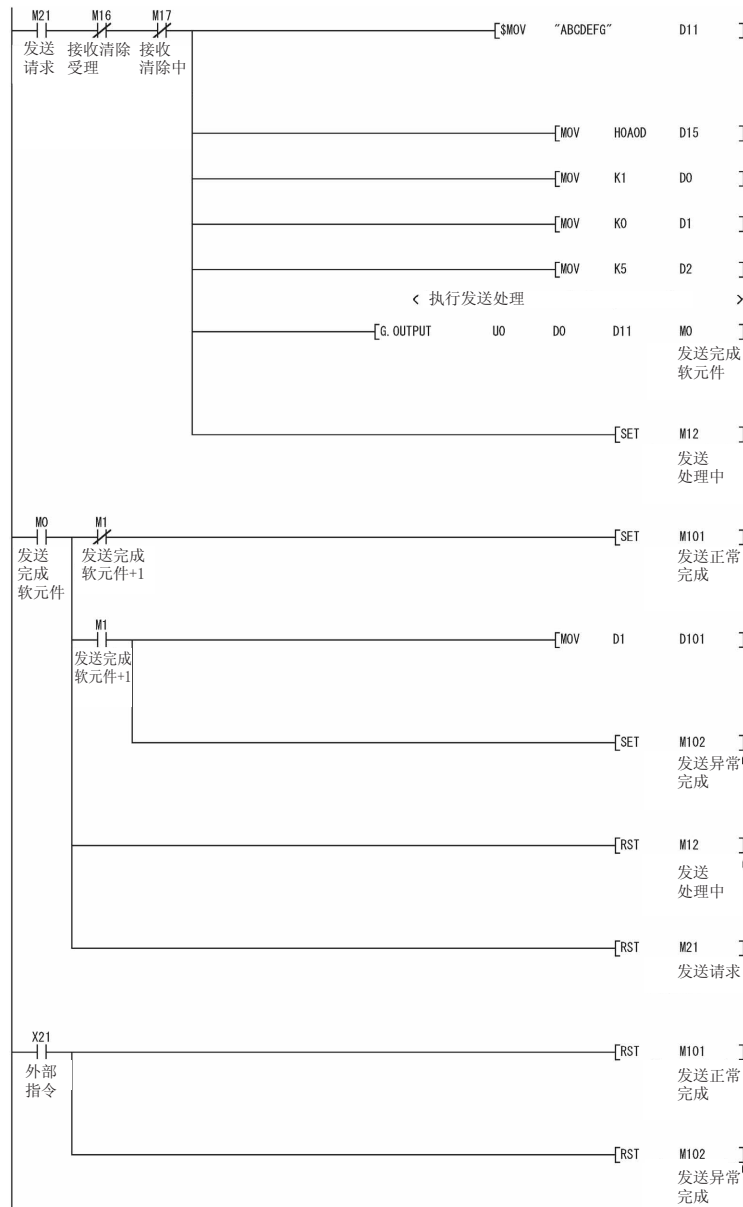 M21 M16 M17
[$MOV "ABCDEFG" D11 ]
发送 接收清除 接收
请求 受理 清除中
[MOV H0A0D D15 ]
[MOV K1 D0 ]
[MOV K0 D1 ]
[MOV K5 D2 ]
< 执行发送处理 >
[G.OUTPUT U0 D0 D11 M0 ]
发送完成
软元件
[SET M12 ]
发送
处理中
M0 M1
[SET M101 ]
发送 发送完成 发送正常
完成 软元件+1 完成
软元件
M1
[MOV D1 D101 ]
发送完成
软元件+1
[SET M102 ]
发送异常
完成
[RST M12 ]
发送
处理中
[RST M21 ]
发送请求
X21
[RST M101 ]
外部 发送正常
指令 完成
[RST M102 ]
发送异常
完成